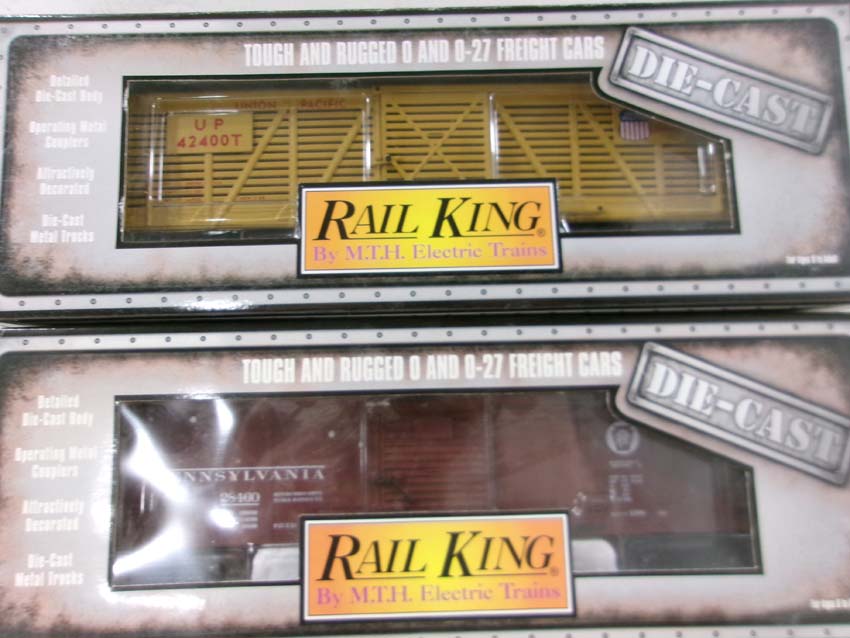 TOUGH AND RUGGED O AND O-27 FREIGHT CARS
DIE-CAST
Detailed
Die-Cast Body
Operating Metal
Couplers
Attractively
Decorated
Die-Cast
Metal Trucks
UNION PACIFIC
UP
42400T
RAIL KING®
By M.T.H. Electric Trains
TOUGH AND RUGGED O AND O-27 FREIGHT CARS
DIE-CAST
Detailed
Die-Cast Body
Operating Metal
Couplers
Attractively
Decorated
Die-Cast
Metal Trucks
NNSYLVANIA
28460
RAIL KING®
By M.T.H. Electric Trains